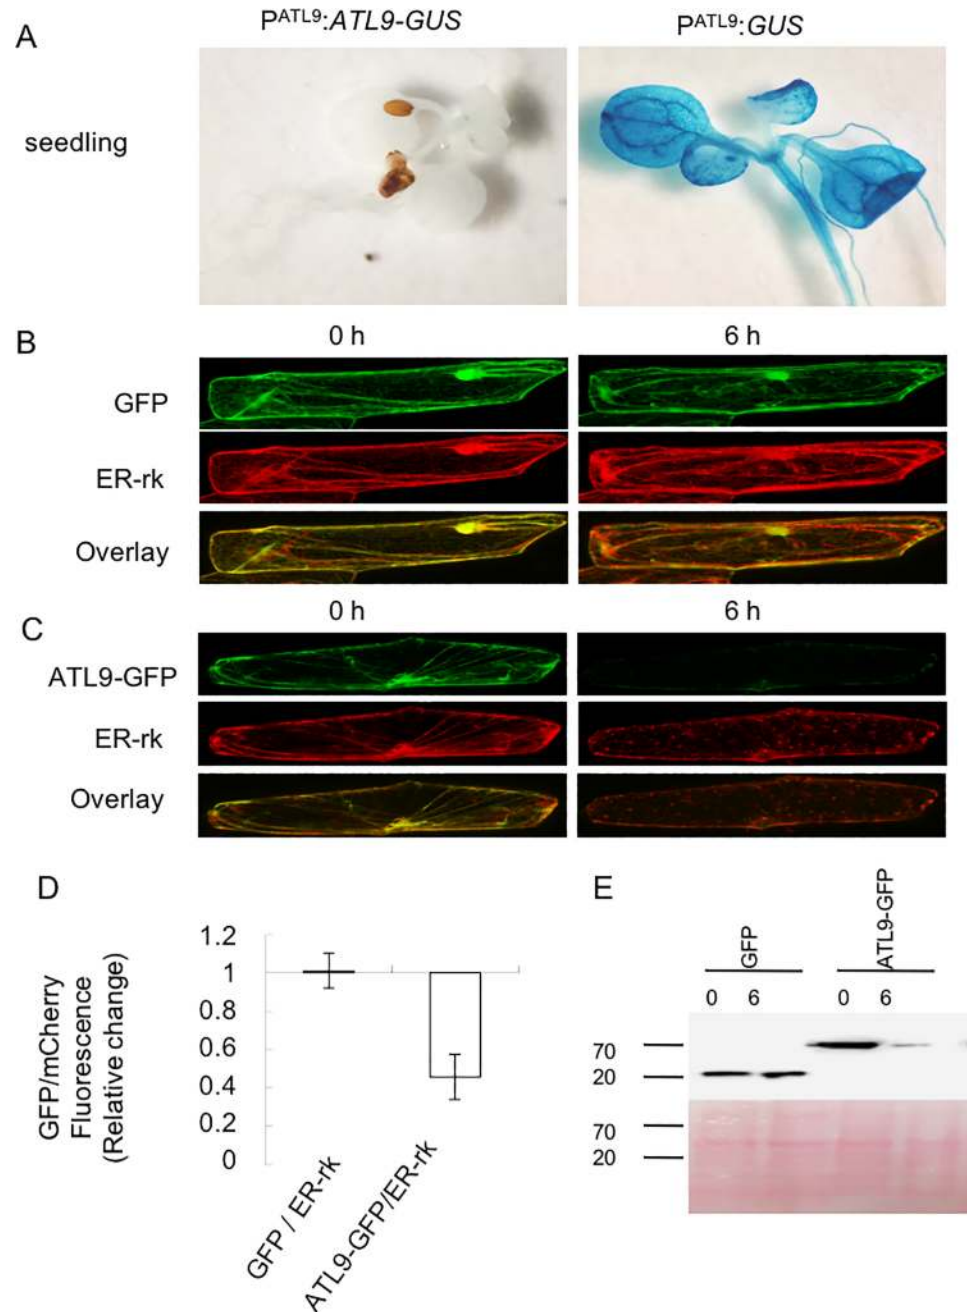 A
P^ATL9:ATL9-GUS
P^ATL9:GUS
seedling
B
0 h
6 h
GFP
ER-rk
Overlay
C
0 h
6 h
ATL9-GFP
ER-rk
Overlay
D
GFP/mCherry
Fluorescence
(Relative change)
1.2
1
0.8
0.6
0.4
0.2
0
GFP / ER-rk
ATL9-GFP/ER-rk
E
GFP
ATL9-GFP
0 6 0 6
70
20
70
20